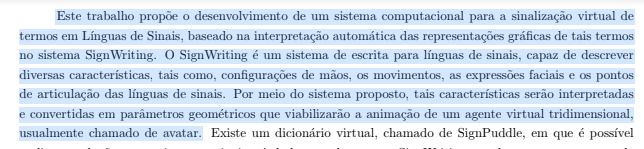 Este trabalho propõe o desenvolvimento de um sistema computacional para a sinalização virtual de
termos em Línguas de Sinais, baseado na interpretação automática das representações gráficas de tais termos
no sistema SignWriting. O SignWriting é um sistema de escrita para línguas de sinais, capaz de descrever
diversas características, tais como, configurações de mãos, os movimentos, as expressões faciais e os pontos
de articulação das línguas de sinais. Por meio do sistema proposto, tais características serão interpretadas
e convertidas em parâmetros geométricos que viabilizarão a animação de um agente virtual tridimensional,
usualmente chamado de avatar. Existe um dicionário virtual, chamado de SignPuddle, em que é possível